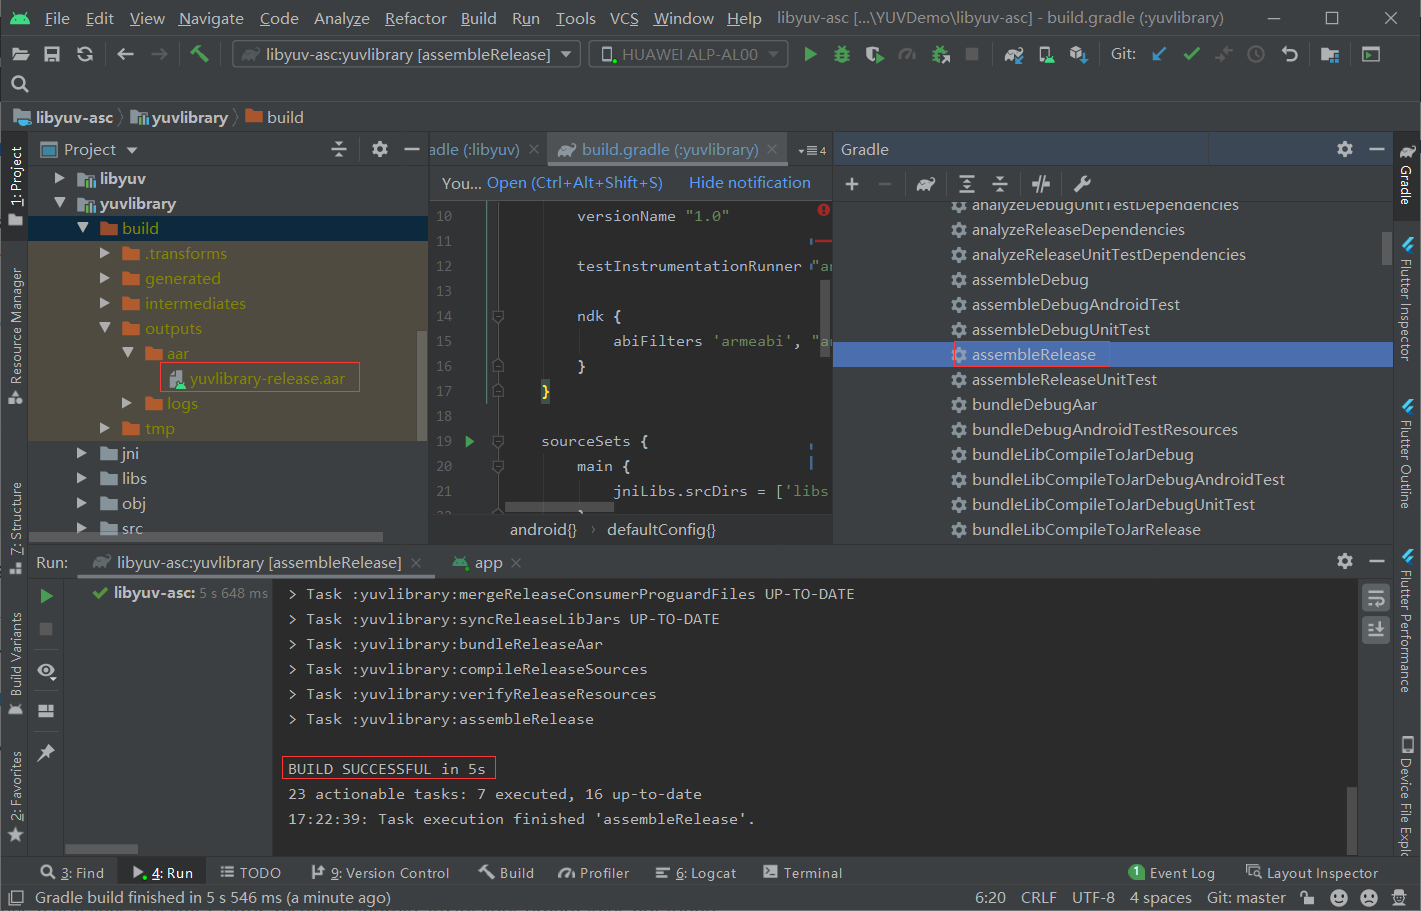 File Edit View Navigate Code Analyze Refactor Build Run Tools VCS Window Help libyuv-asc [...\YUVDemo\libyuv-asc] - build.gradle (:yuvlibrary)
libyuv-asc:yuvlibrary [assembleRelease] HUAWEI ALP-AL00 Git:
libyuv-asc yuvlibrary build
Project
adle (:libyuv) build.gradle (:yuvlibrary) 4
Gradle
You... Open (Ctrl+Alt+Shift+S) Hide notification
1: Project
Resource Manager
7: Structure
Build Variants
2: Favorites
libyuv
yuvlibrary
build
.transforms
generated
intermediates
outputs
aar
yuvlibrary-release.aar
logs
tmp
jni
libs
obj
src
10 versionName "1.0"
11
12 testInstrumentationRunner "a
13
14 ndk {
15 abiFilters 'armeabi', "a
16 }
17 }
18
19 sourceSets {
20 main {
21 jniLibs.srcDirs = ['libs
android{} › defaultConfig{}
analyzeDebugUnitTestDependencies
analyzeReleaseDependencies
analyzeReleaseUnitTestDependencies
assembleDebug
assembleDebugAndroidTest
assembleDebugUnitTest
assembleRelease
assembleReleaseUnitTest
bundleDebugAar
bundleDebugAndroidTestResources
bundleLibCompileToJarDebug
bundleLibCompileToJarDebugAndroidTest
bundleLibCompileToJarDebugUnitTest
bundleLibCompileToJarRelease
Gradle
Flutter Inspector
Flutter Outline
Flutter Performance
Device File Explo
Run: libyuv-asc:yuvlibrary [assembleRelease] app
libyuv-asc: 5 s 648 ms
> Task :yuvlibrary:mergeReleaseConsumerProguardFiles UP-TO-DATE
> Task :yuvlibrary:syncReleaseLibJars UP-TO-DATE
> Task :yuvlibrary:bundleReleaseAar
> Task :yuvlibrary:compileReleaseSources
> Task :yuvlibrary:verifyReleaseResources
> Task :yuvlibrary:assembleRelease
BUILD SUCCESSFUL in 5s
23 actionable tasks: 7 executed, 16 up-to-date
17:22:39: Task execution finished 'assembleRelease'.
3: Find 4: Run TODO 9: Version Control Build Profiler 6: Logcat Terminal 1 Event Log Layout Inspector
Gradle build finished in 5 s 546 ms (a minute ago) 6:20 CRLF UTF-8 4 spaces Git: master